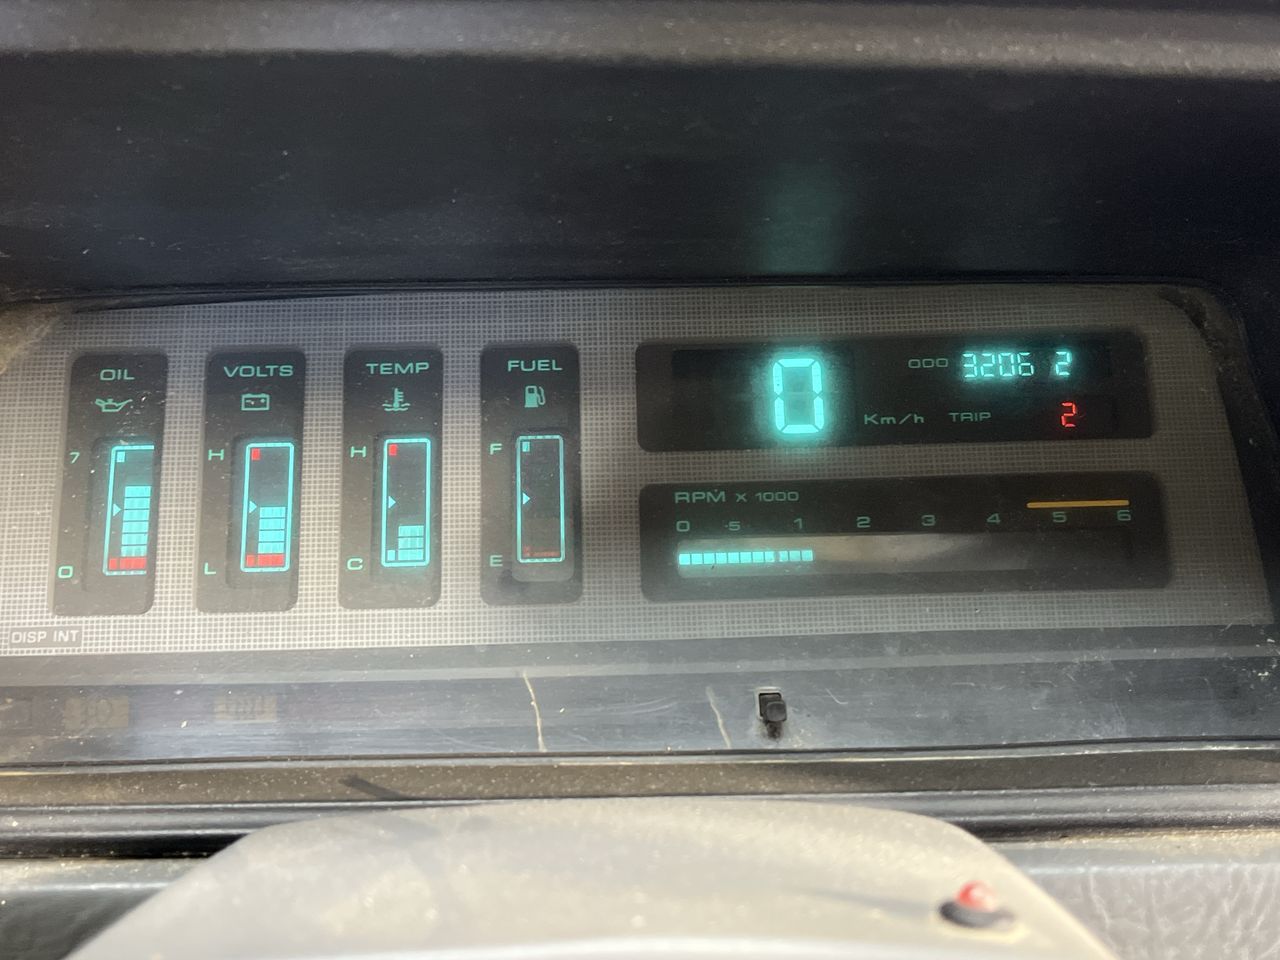 OIL
7
0
VOLTS
H
L
TEMP
H
C
FUEL
F
E
0
Km/h
ODO 3206 2
TRIP 2
RPM x 1000
0 .5 1 2 3 4 5 6
DISP INT